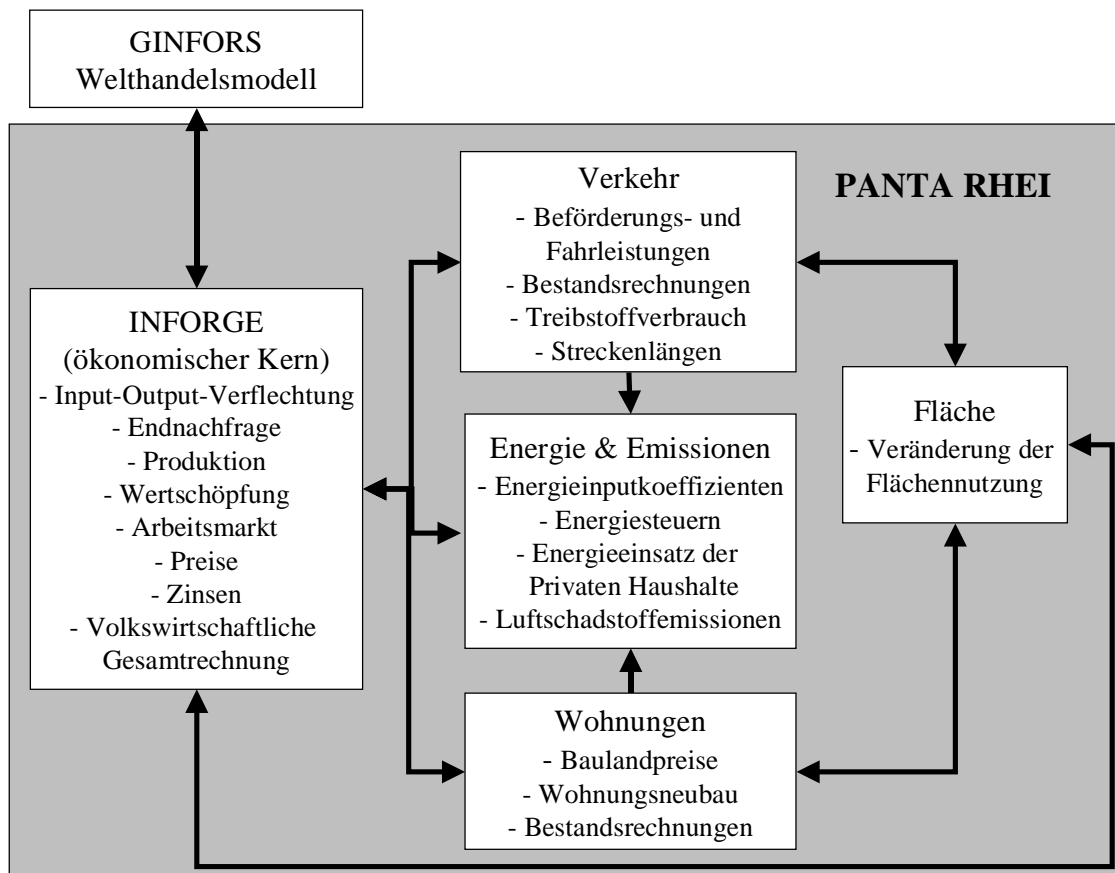 GINFORS
Welthandelsmodell
PANTA RHEI
INFORGE
(ökonomischer Kern)
- Input-Output-Verflechtung
- Endnachfrage
- Produktion
- Wertschöpfung
- Arbeitsmarkt
- Preise
- Zinsen
- Volkswirtschaftliche
Gesamtrechnung
Verkehr
- Beförderungs- und
Fahrleistungen
- Bestandsrechnungen
- Treibstoffverbrauch
- Streckenlängen
Energie & Emissionen
- Energieinputkoeffizienten
- Energiesteuern
- Energieeinsatz der
Privaten Haushalte
- Luftschadstoffemissionen
Wohnungen
- Baulandpreise
- Wohnungsneubau
- Bestandsrechnungen
Fläche
- Veränderung der
Flächennutzung